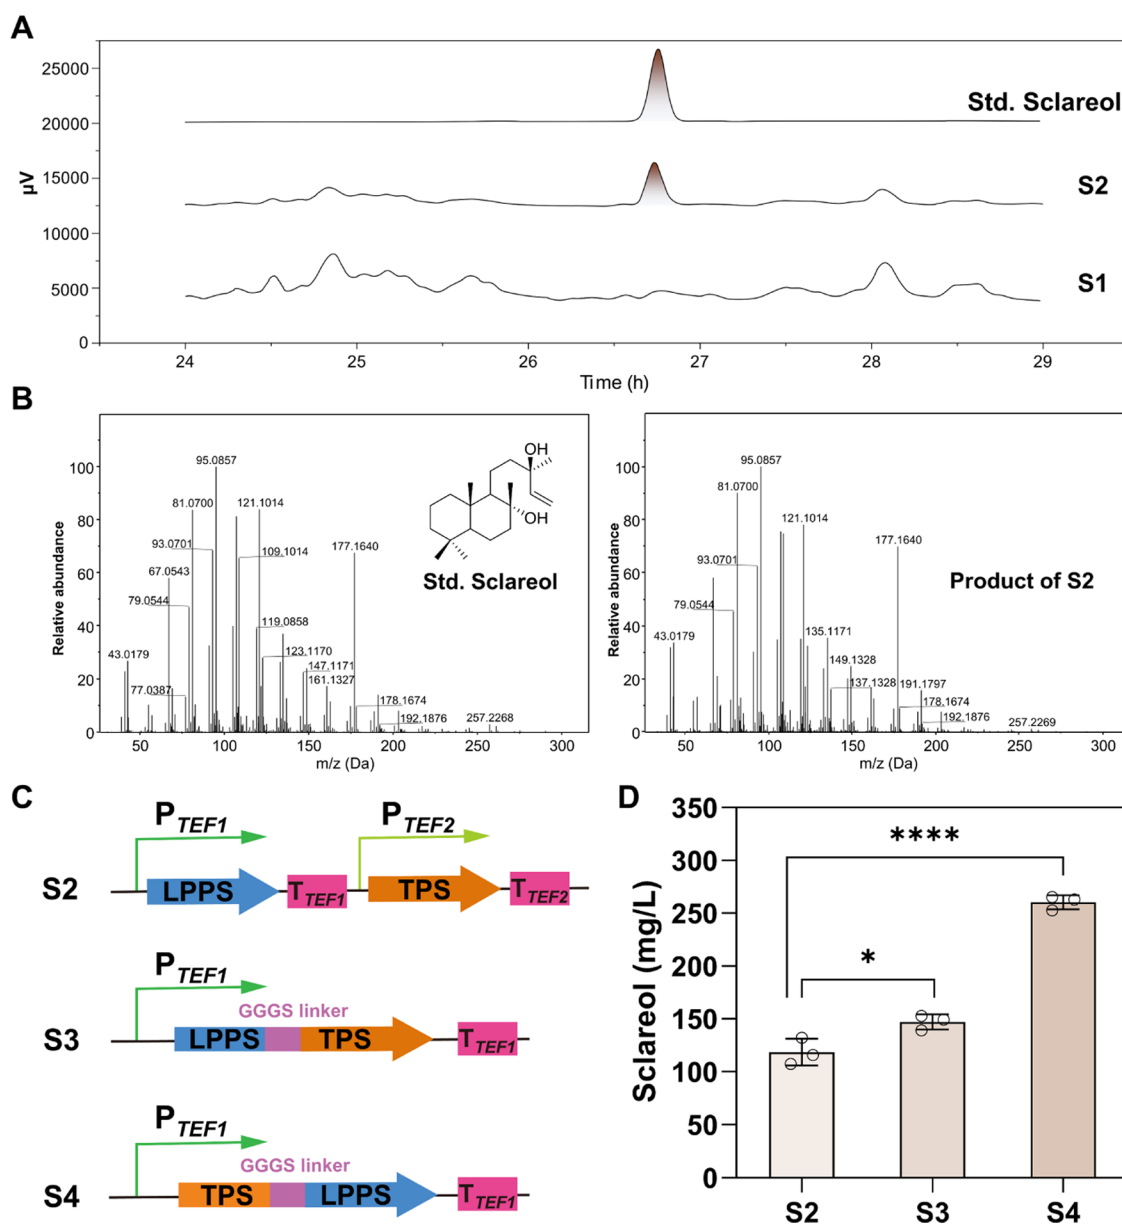 A
25000
20000
15000
10000
5000
0
µV
Std. Sclareol
S2
S1
24 25 26 27 28 29
Time (h)
B
Relative abundance
100
80
60
40
20
0
95.0857
81.0700
121.1014
93.0701
109.1014
177.1640
67.0543
79.0544
119.0858
43.0179
123.1170
147.1171
161.1327
77.0387
178.1674
192.1876
257.2268
OH
OH
Std. Sclareol
50 100 150 200 250 300
m/z (Da)
Relative abundance
100
80
60
40
20
0
95.0857
81.0700
121.1014
177.1640
93.0701
79.0544
43.0179
135.1171
149.1328
137.1328
191.1797
178.1674
192.1876
257.2269
Product of S2
50 100 150 200 250 300
m/z (Da)
C
PTEF1 PTEF2
S2 LPPS TTEF1 TPS TTEF2
PTEF1
GGGS linker
S3 LPPS TPS TTEF1
PTEF1
GGGS linker
S4 TPS LPPS TTEF1
D
Sclareol (mg/L)
350
300
250
200
150
100
50
0
****
*
S2 S3 S4